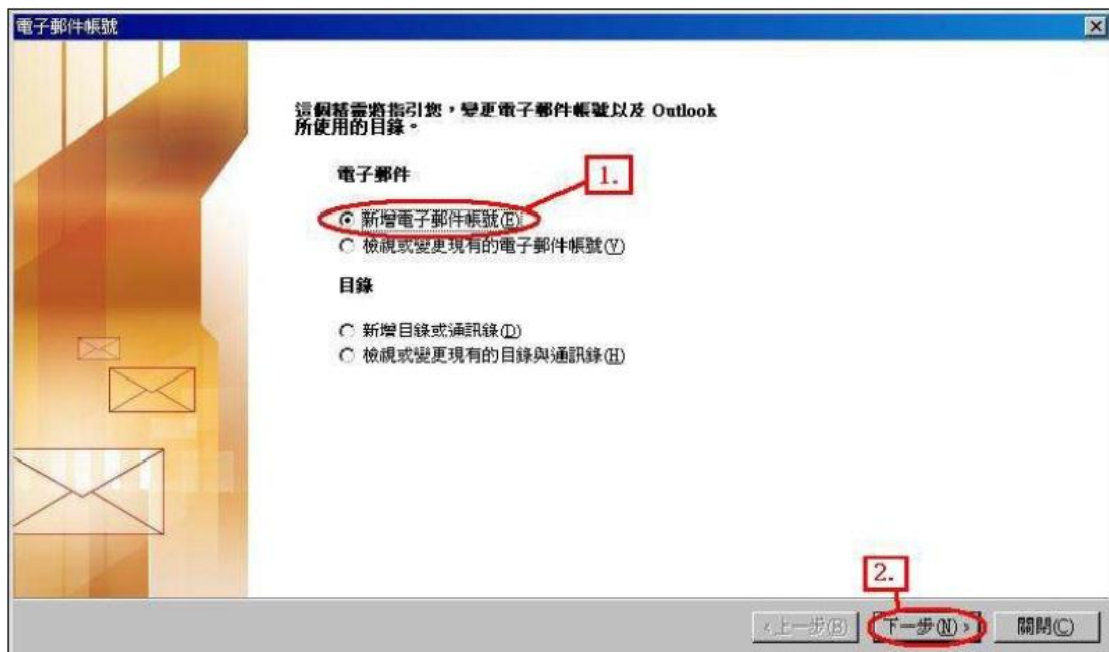 電子郵件帳號
這個精靈將指引您，變更電子郵件帳號以及 Outlook
所使用的目錄。
電子郵件
1.
新增電子郵件帳號(E)
檢視或變更現有的電子郵件帳號(V)
目錄
新增目錄或通訊錄(D)
檢視或變更現有的目錄與通訊錄(H)
2.
<上一步(B)
下一步(N)>
關閉(C)